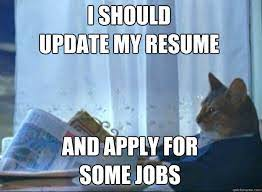 I SHOULD
UPDATE MY RESUME
AND APPLY FOR
SOME JOBS